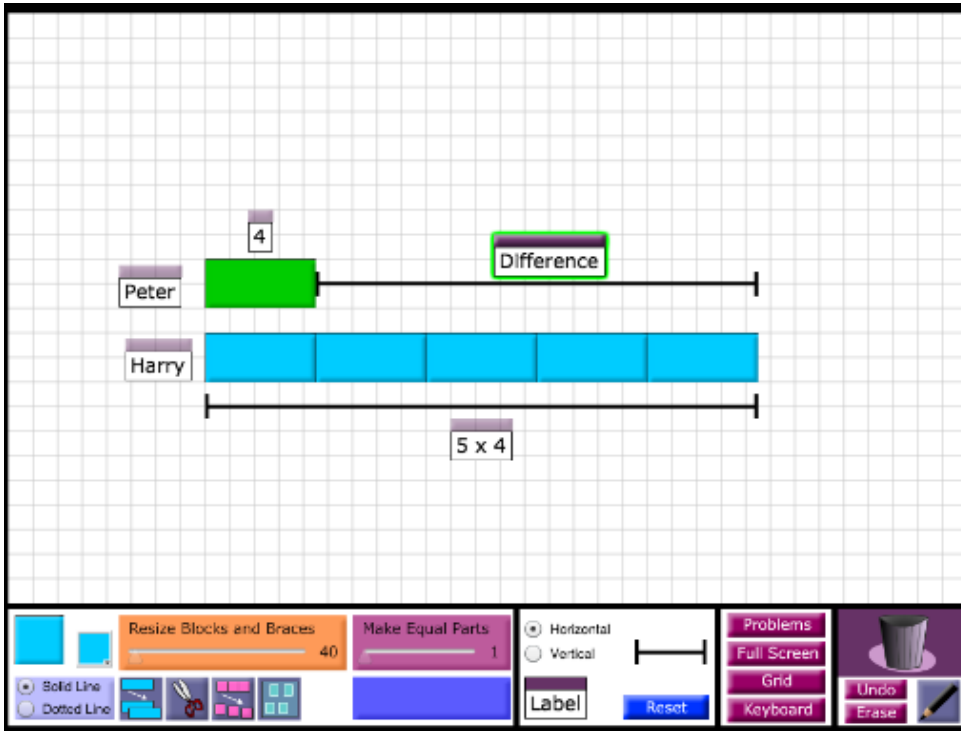 4
Difference
Peter
Harry
5 x 4
Resize Blocks and Braces
40
Make Equal Parts
1
Solid Line
Dotted Line
Horizontal
Vertical
Label
Reset
Problems
Full Screen
Grid
Keyboard
Undo
Erase